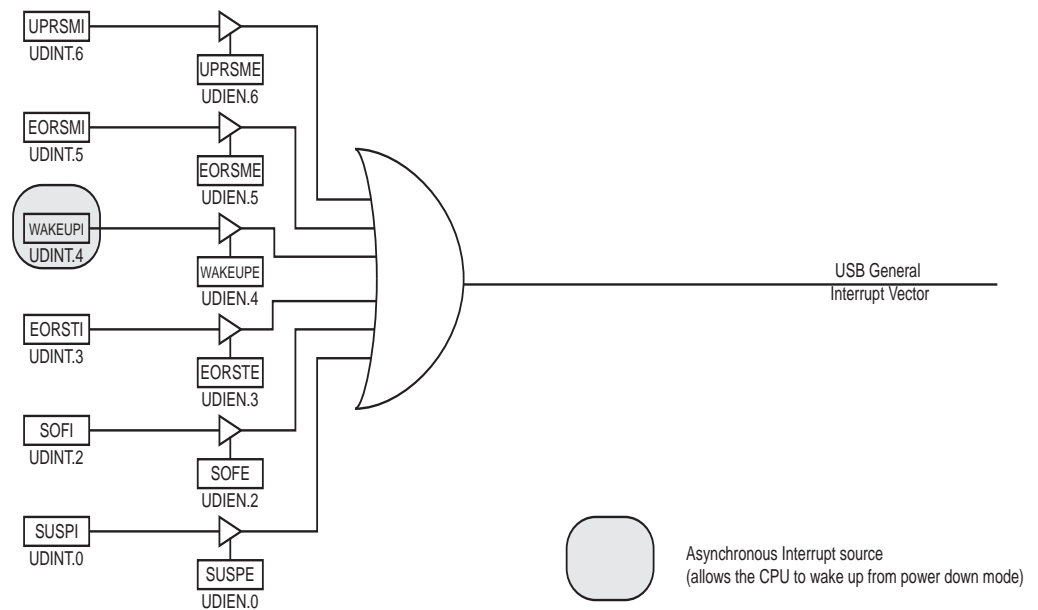 UPRSMI
UDINT.6
UPRSME
UDIEN.6
EORSMI
UDINT.5
EORSME
UDIEN.5
WAKEUPI
UDINT.4
WAKEUPE
UDIEN.4
EORSTI
UDINT.3
EORSTE
UDIEN.3
SOFI
UDINT.2
SOFE
UDIEN.2
SUSPI
UDINT.0
SUSPE
UDIEN.0
USB General
Interrupt Vector
Asynchronous Interrupt source
(allows the CPU to wake up from power down mode)